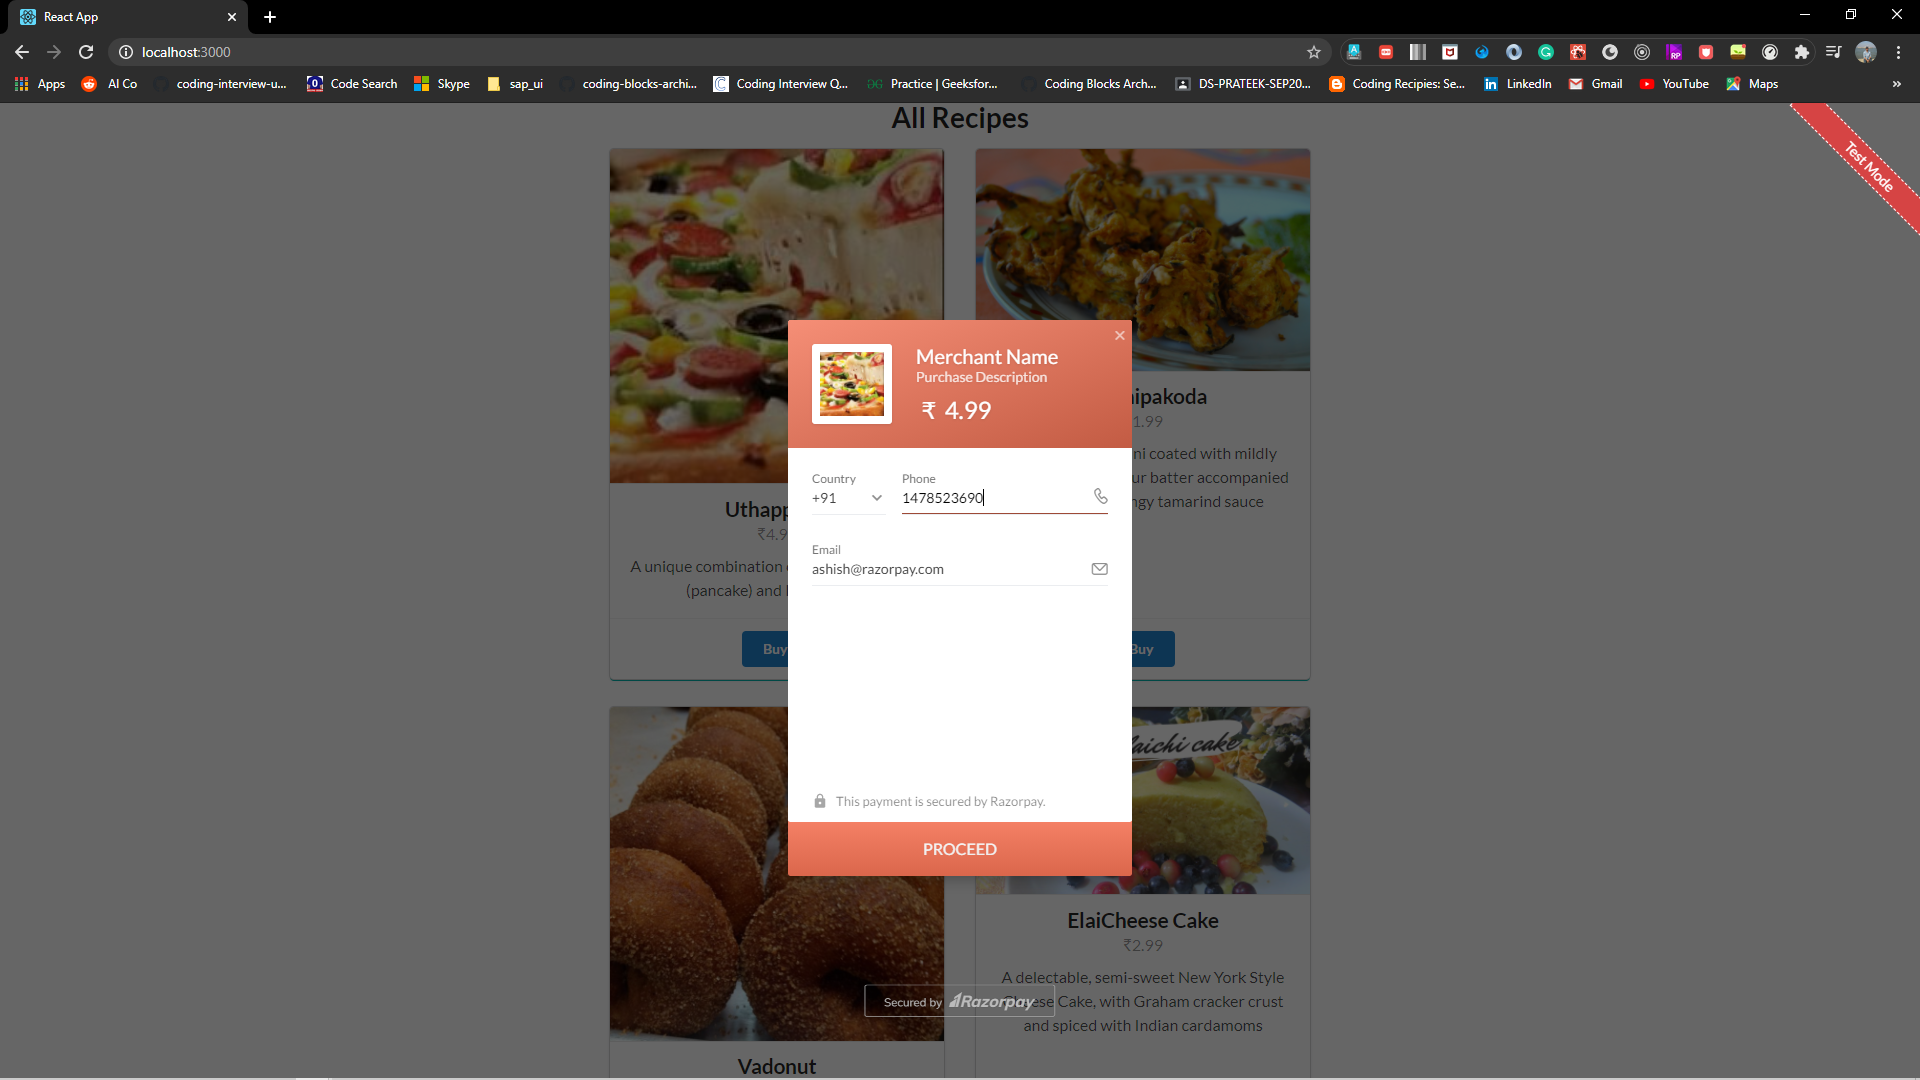 React App
localhost:3000
Apps
AI Co
coding-interview-u...
Code Search
Skype
sap_ui
coding-blocks-archi...
Coding Interview Q...
Practice | Geeksfor...
Coding Blocks Arch...
DS-PRATEEK-SEP20...
Coding Recipies: Se...
LinkedIn
Gmail
YouTube
Maps
»
All Recipes
Test Mode
Merchant Name
Purchase Description
₹ 4.99
Country
Phone
+91
1478523690
Email
ashish@razorpay.com
This payment is secured by Razorpay.
PROCEED
Uthapp
₹4.9
A unique combination
(pancake) and
Buy
ipakoda
1.99
ni coated with mildly
ur batter accompanied
ngy tamarind sauce
Buy
laichi cake
ElaiCheese Cake
₹2.99
A delectable, semi-sweet New York Style
Cheese Cake, with Graham cracker crust
and spiced with Indian cardamoms
Secured by Razorpay
Vadonut